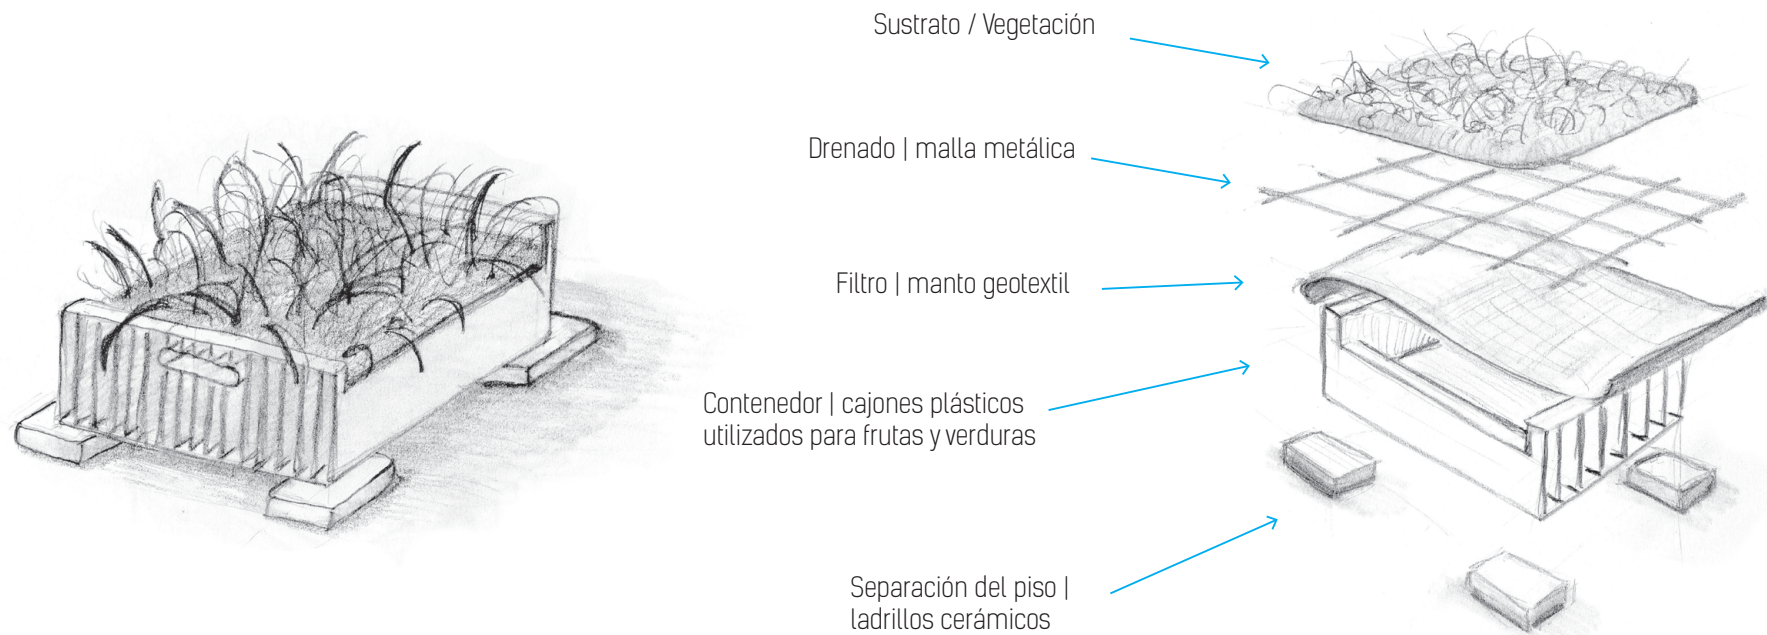 Sustrato / Vegetación
Drenado | malla metálica
Filtro | manto geotextil
Contenedor | cajones plásticos
utilizados para frutas y verduras
Separación del piso |
ladrillos cerámicos